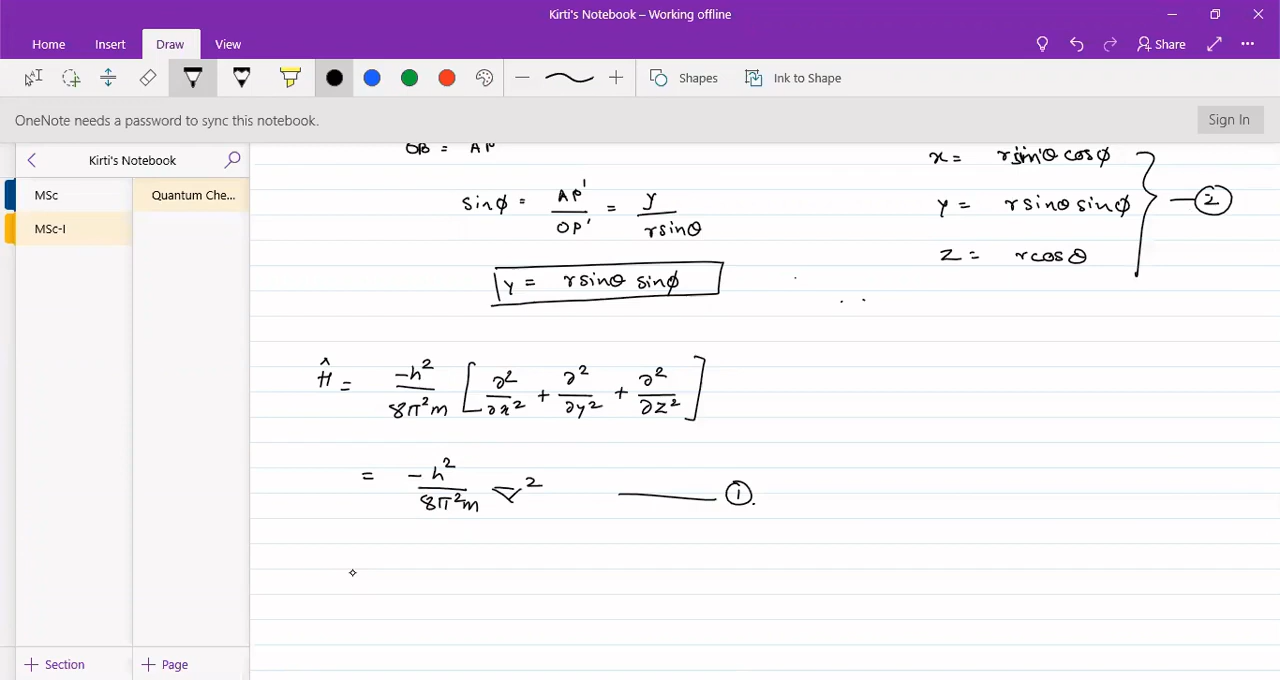 Kirti's Notebook – Working offline
Home Insert Draw View
Share
Shapes Ink to Shape
OneNote needs a password to sync this notebook.
Sign In
Kirti's Notebook
MSc
MSc-I
Quantum Che...
Section
Page
OB = AP'
sinϕ = AP'/OP' = y/rsinθ
y = rsinθ sinϕ
x = rsinθ cosϕ
y = rsinθ sinϕ
z = rcosθ
②
Ĥ = -h²/8π²m [∂²/∂x² + ∂²/∂y² + ∂²/∂z²]
= -h²/8π²m ∇² ——— ①.